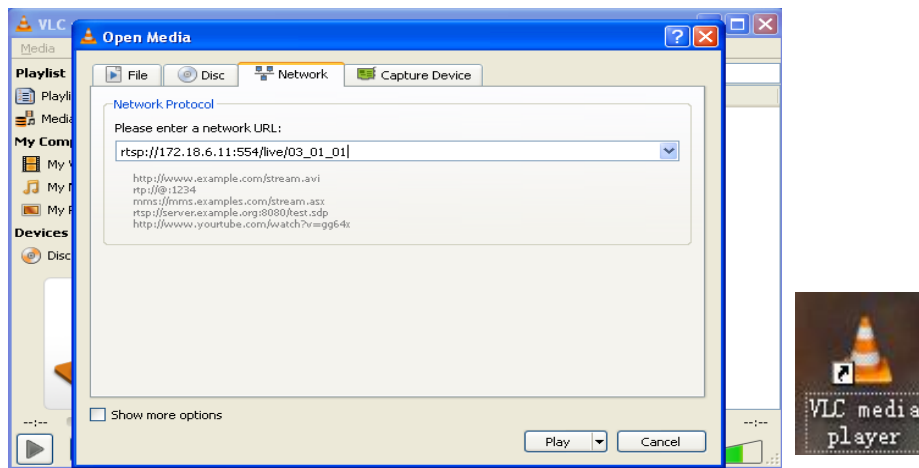 VLC
Open Media
Media
Playlist
File
Disc
Network
Capture Device
Network Protocol
Please enter a network URL:
rtsp://172.18.6.11:554/live/03_01_01
http://www.example.com/stream.avi
rtp://@:1234
mms://mms.examples.com/stream.asx
rtsp://server.example.org:8080/test.sdp
http://www.yourtube.com/watch?v=gg64x
Playli
Media
My Com
My
My
My
Devices
Disc
Show more options
--:--
--:--
Play
Cancel
VLC media
player